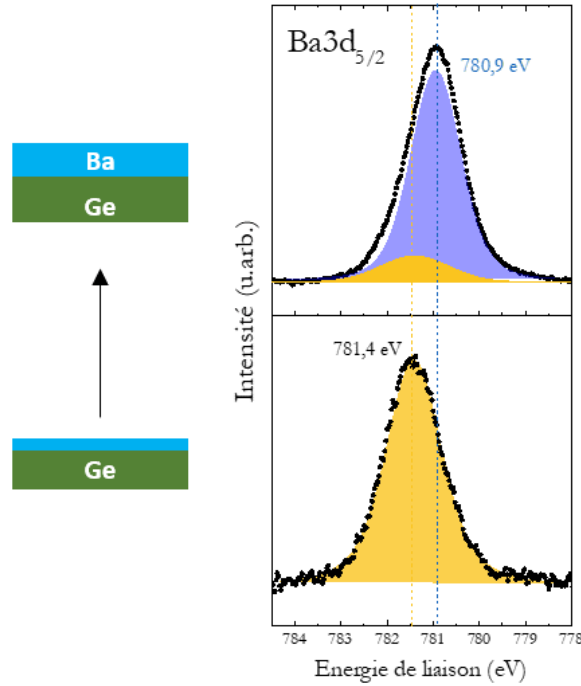 Ba3d5/2
780,9 eV
Ba
Ge
781,4 eV
Ge
Intensité (u.arb.)
784 783 782 781 780 779 778
Energie de liaison (eV)